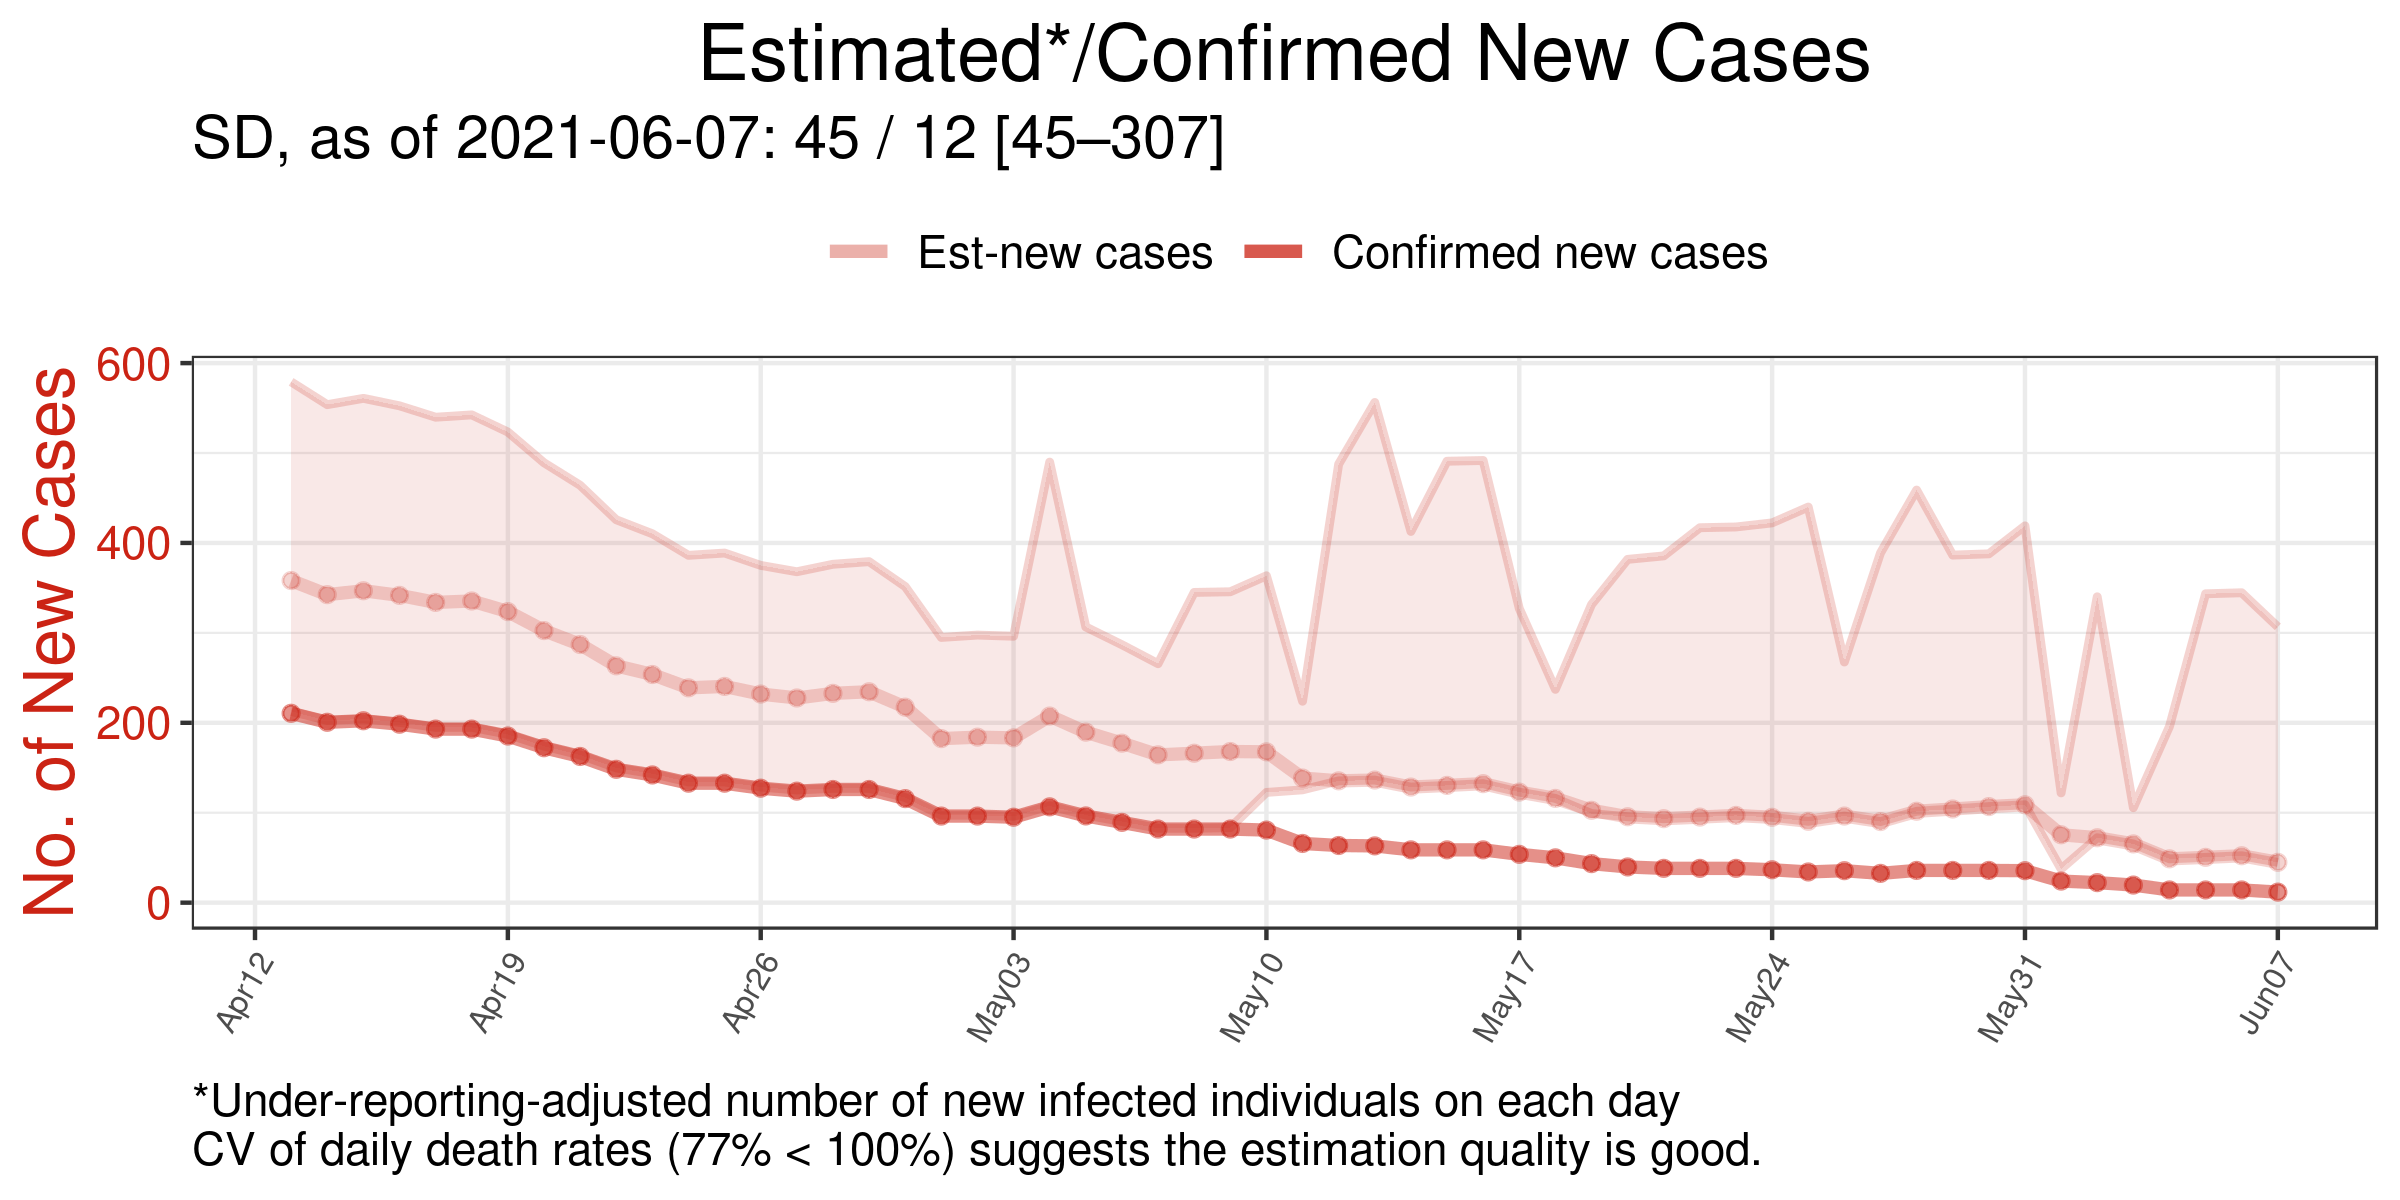 Estimated*/Confirmed New Cases
SD, as of 2021-06-07: 45 / 12 [45–307]
Est-new cases Confirmed new cases
No. of New Cases
600
400
200
0
Apr12 Apr19 Apr26 May03 May10 May17 May24 May31 Jun07
*Under-reporting-adjusted number of new infected individuals on each day
CV of daily death rates (77% < 100%) suggests the estimation quality is good.